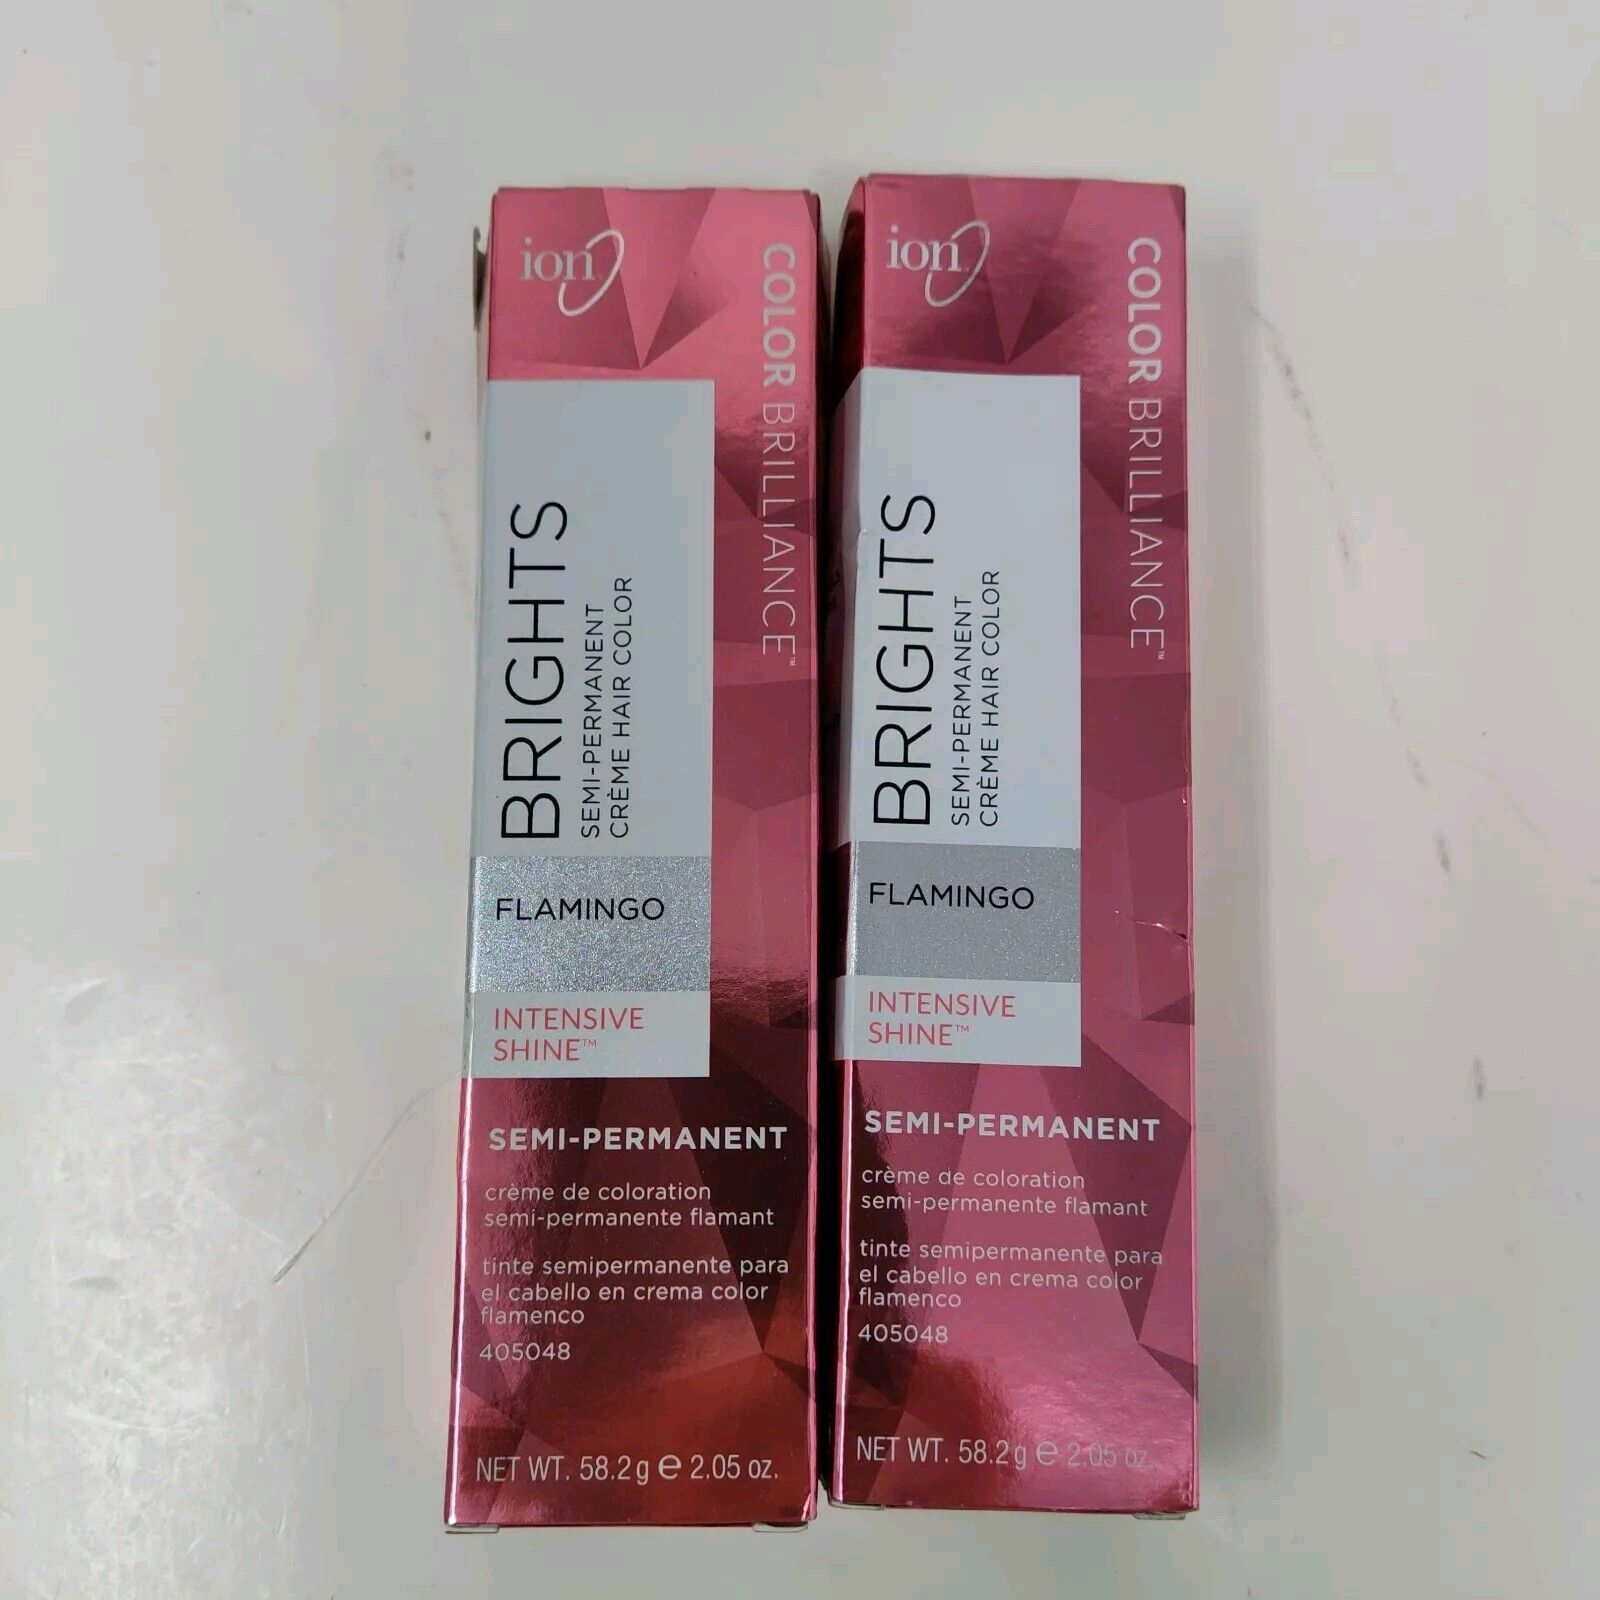 ion
COLOR BRILLIANCE™
BRIGHTS
SEMI-PERMANENT
CRÈME HAIR COLOR
FLAMINGO
INTENSIVE
SHINE™
SEMI-PERMANENT
crème de coloration
semi-permanente flamant
tinte semipermanente para
el cabello en crema color
flamenco
405048
NET WT. 58.2 g ℮ 2.05 oz.
ion
COLOR BRILLIANCE™
BRIGHTS
SEMI-PERMANENT
CRÈME HAIR COLOR
FLAMINGO
INTENSIVE
SHINE™
SEMI-PERMANENT
crème de coloration
semi-permanente flamant
tinte semipermanente para
el cabello en crema color
flamenco
405048
NET WT. 58.2 g ℮ 2.05 oz.